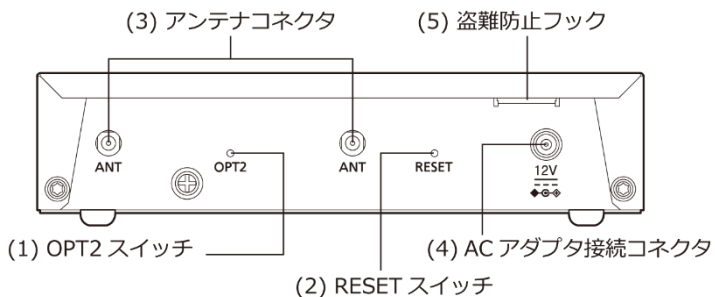 (3) アンテナコネクタ
(5) 盗難防止フック
ANT
OPT2
ANT
RESET
12V
(1) OPT2 スイッチ
(4) AC アダプタ接続コネクタ
(2) RESET スイッチ